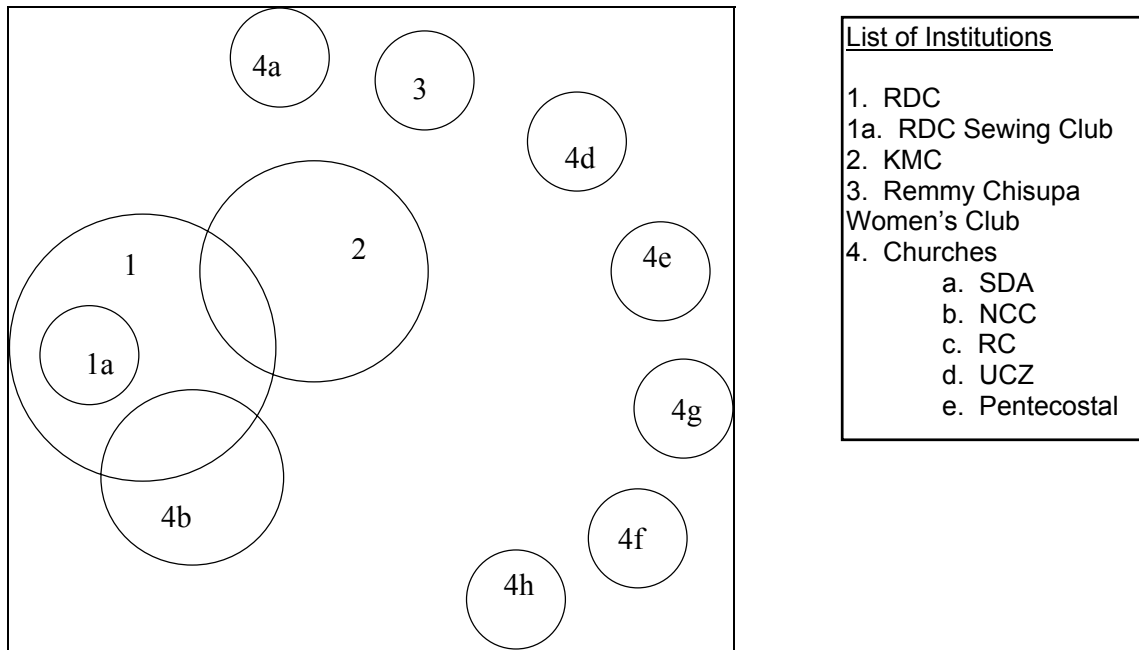 4a
3
4d
2
4e
1
1a
4g
4b
4f
4h
List of Institutions
1. RDC
1a. RDC Sewing Club
2. KMC
3. Remmy Chisupa
Women’s Club
4. Churches
a. SDA
b. NCC
c. RC
d. UCZ
e. Pentecostal